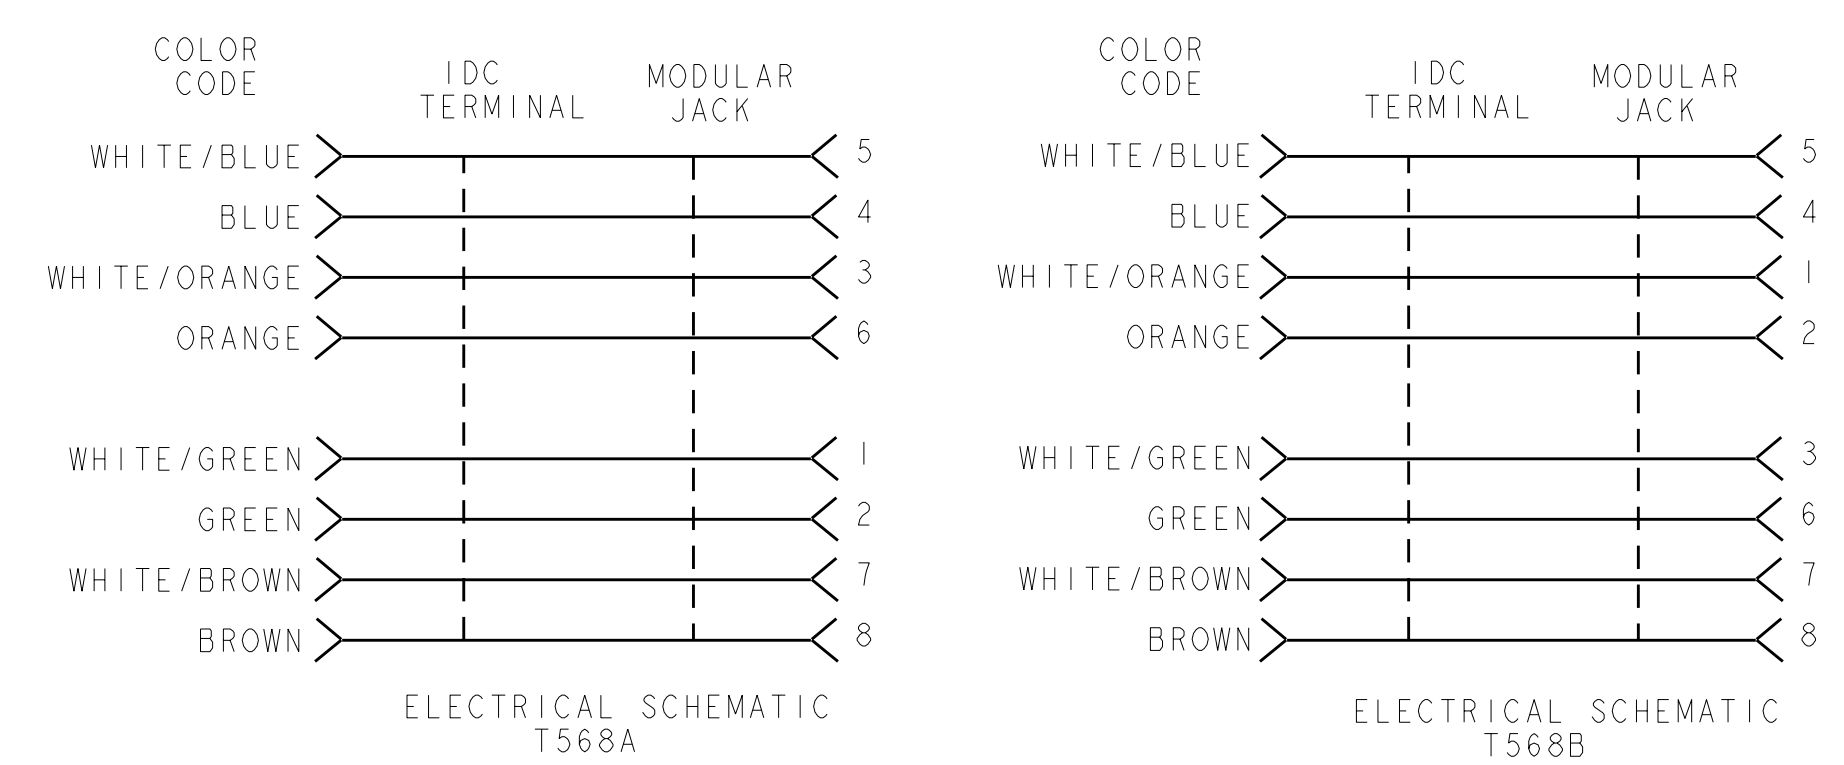 COLOR
CODE
IDC
TERMINAL
MODULAR
JACK
WHITE/BLUE 5
BLUE 4
WHITE/ORANGE 3
ORANGE 6
WHITE/GREEN 1
GREEN 2
WHITE/BROWN 7
BROWN 8
ELECTRICAL SCHEMATIC
T568A
COLOR
CODE
IDC
TERMINAL
MODULAR
JACK
WHITE/BLUE 5
BLUE 4
WHITE/ORANGE 1
ORANGE 2
WHITE/GREEN 3
GREEN 6
WHITE/BROWN 7
BROWN 8
ELECTRICAL SCHEMATIC
T568B